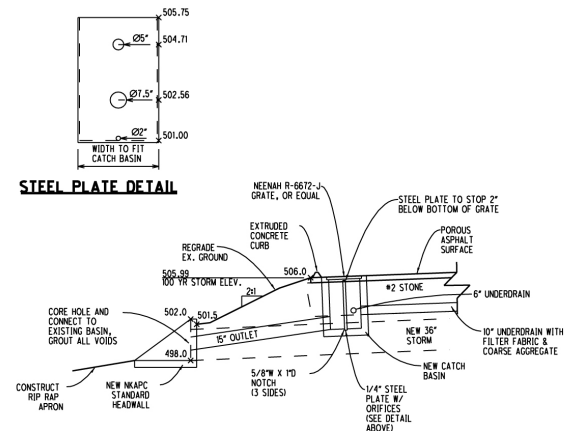 505.75
Ø5"
504.71
Ø7.5"
502.56
Ø2"
501.00
WIDTH TO FIT
CATCH BASIN
STEEL PLATE DETAIL
NEENAH R-6672-J
GRATE, OR EQUAL
STEEL PLATE TO STOP 2"
BELOW BOTTOM OF GRATE
EXTRUDED
CONCRETE
CURB
POROUS
ASPHALT
SURFACE
REGRADE
EX. GROUND
505.99
100 YR STORM ELEV.
506.0
2:1
#2 STONE
6" UNDERDRAIN
CORE HOLE AND
CONNECT TO
EXISTING BASIN,
GROUT ALL VOIDS
502.0
501.5
15" OUTLET
NEW 36"
STORM
10" UNDERDRAIN WITH
FILTER FABRIC &
COARSE AGGREGATE
498.0
CONSTRUCT
RIP RAP
APRON
NEW NKAPC
STANDARD
HEADWALL
5/8"W X 1"D
NOTCH
(3 SIDES)
NEW CATCH
BASIN
1/4" STEEL
PLATE W/
ORIFICES
(SEE DETAIL
ABOVE)